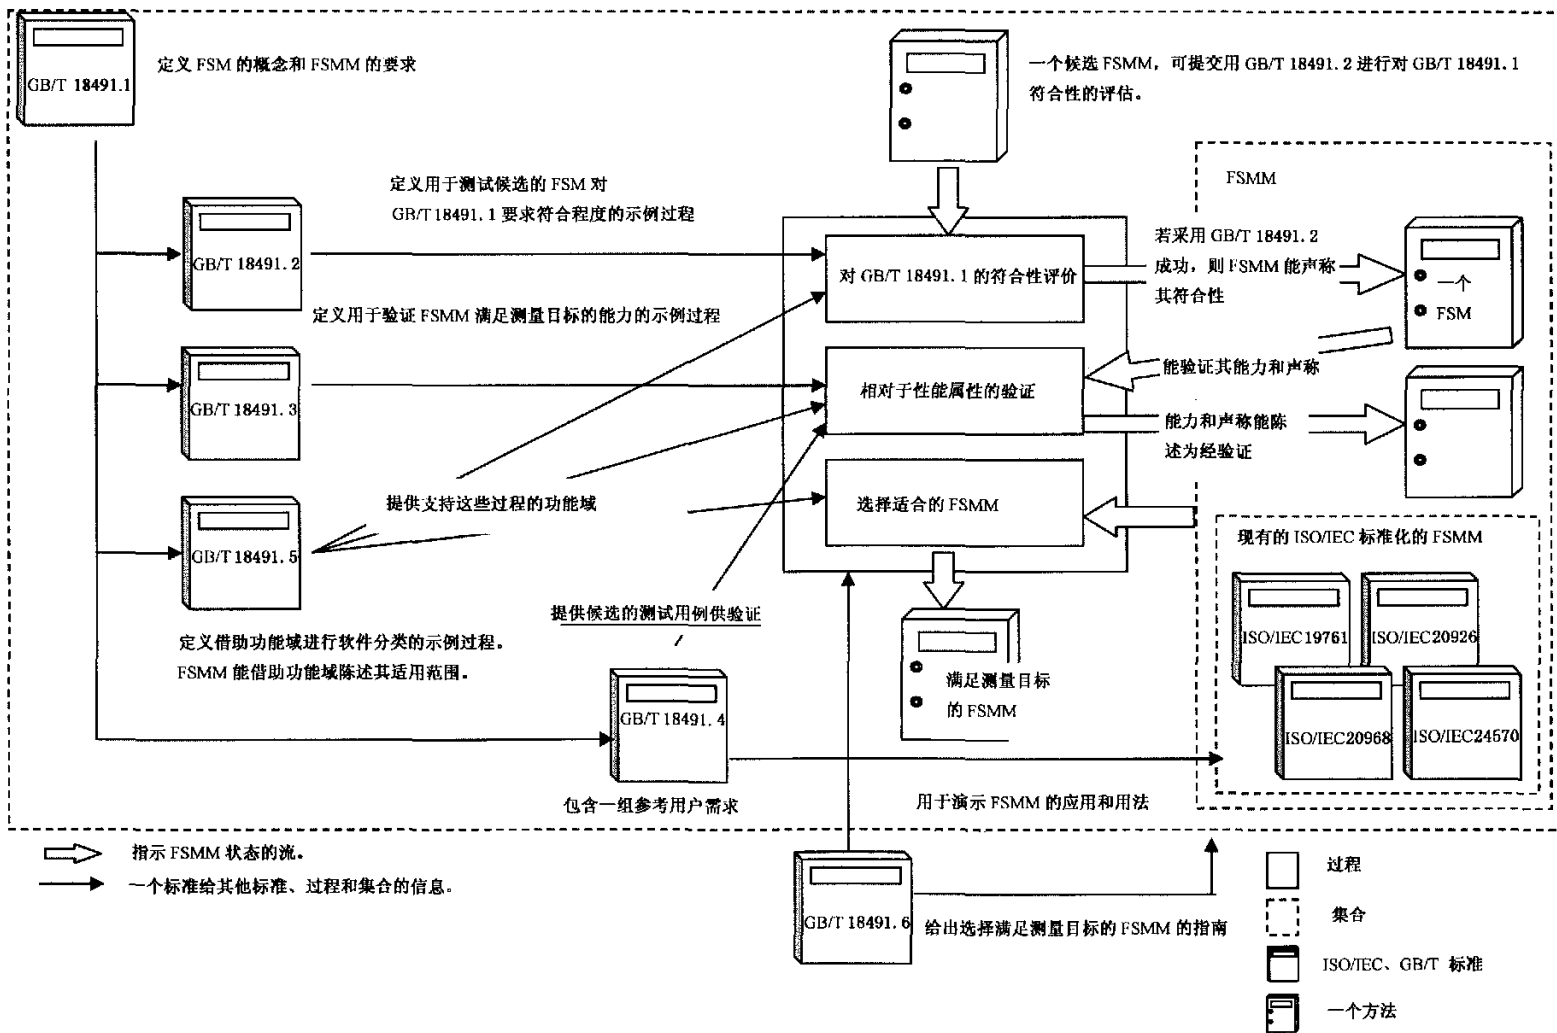 GB/T 18491.1
定义 FSM 的概念和 FSMM 的要求
一个候选 FSMM，可提交用 GB/T 18491.2 进行对 GB/T 18491.1
符合性的评估。
定义用于测试候选的 FSM 对
GB/T18491.1 要求符合程度的示例过程
GB/T 18491.2
定义用于验证 FSMM 满足测量目标的能力的示例过程
GB/T 18491.3
提供支持这些过程的功能域
GB/T 18491.5
定义借助功能域进行软件分类的示例过程。
FSMM 能借助功能域陈述其适用范围。
提供候选的测试用例供验证
GB/T 18491.4
包含一组参考用户需求
对 GB/T 18491.1 的符合性评价
相对于性能属性的验证
选择适合的 FSMM
满足测量目标
的 FSMM
用于演示 FSMM 的应用和用法
FSMM
若采用 GB/T 18491.2
成功，则 FSMM 能声称
其符合性
一个
FSM
能验证其能力和声称
能力和声称能陈
述为经验证
现有的 ISO/IEC 标准化的 FSMM
ISO/IEC19761
ISO/IEC20926
ISO/IEC20968
ISO/IEC24570
指示 FSMM 状态的流。
一个标准给其他标准、过程和集合的信息。
GB/T 18491.6
给出选择满足测量目标的 FSMM 的指南
过程
集合
ISO/IEC、GB/T 标准
一个方法